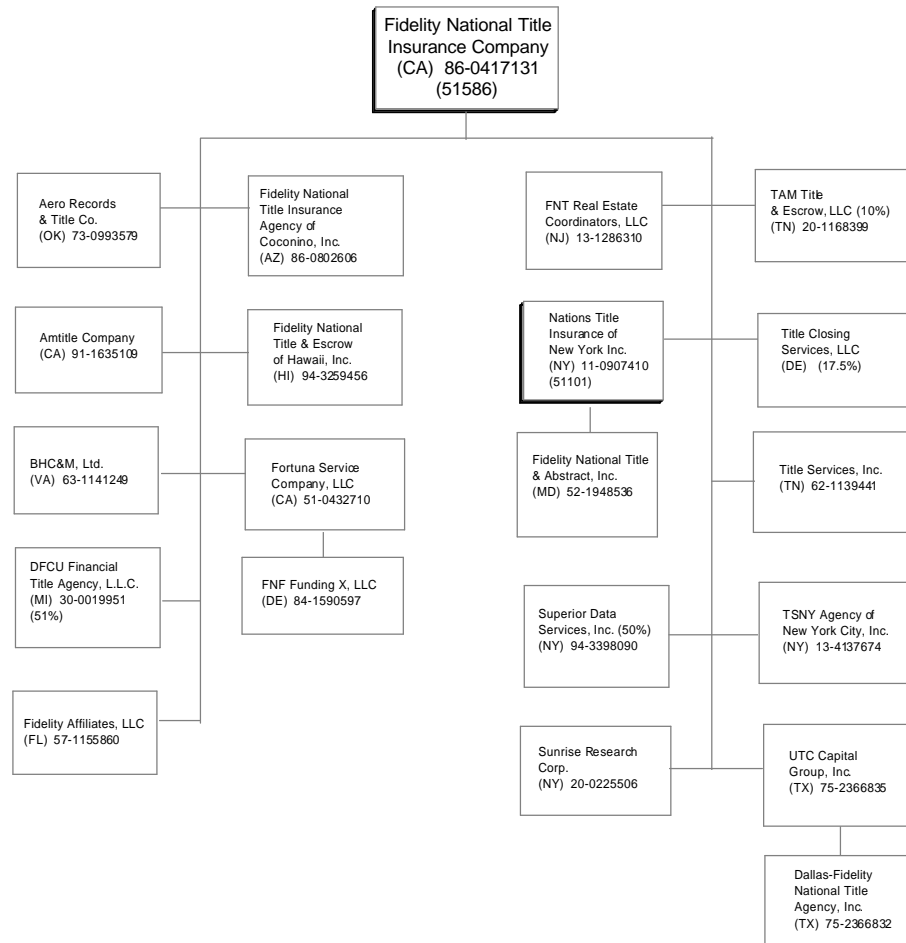 Fidelity National Title
Insurance Company
(CA) 86-0417131
(51586)
Aero Records
& Title Co.
(OK) 73-0993579
Fidelity National
Title Insurance
Agency of
Coconino, Inc.
(AZ) 86-0802606
FNT Real Estate
Coordinators, LLC
(NJ) 13-1286310
TAM Title
& Escrow, LLC (10%)
(TN) 20-1168399
Amtitle Company
(CA) 91-1635109
Fidelity National
Title & Escrow
of Hawaii, Inc.
(HI) 94-3259456
Nations Title
Insurance of
New York Inc.
(NY) 11-0907410
(51101)
Title Closing
Services, LLC
(DE) (17.5%)
BHC&M, Ltd.
(VA) 63-1141249
Fortuna Service
Company, LLC
(CA) 51-0432710
Fidelity National Title
& Abstract, Inc.
(MD) 52-1948536
Title Services, Inc.
(TN) 62-1139441
DFCU Financial
Title Agency, L.L.C.
(MI) 30-0019951
(51%)
FNF Funding X, LLC
(DE) 84-1590597
Superior Data
Services, Inc. (50%)
(NY) 94-3398090
TSNY Agency of
New York City, Inc.
(NY) 13-4137674
Fidelity Affiliates, LLC
(FL) 57-1155860
Sunrise Research
Corp.
(NY) 20-0225506
UTC Capital
Group, Inc.
(TX) 75-2366835
Dallas-Fidelity
National Title
Agency, Inc.
(TX) 75-2366832